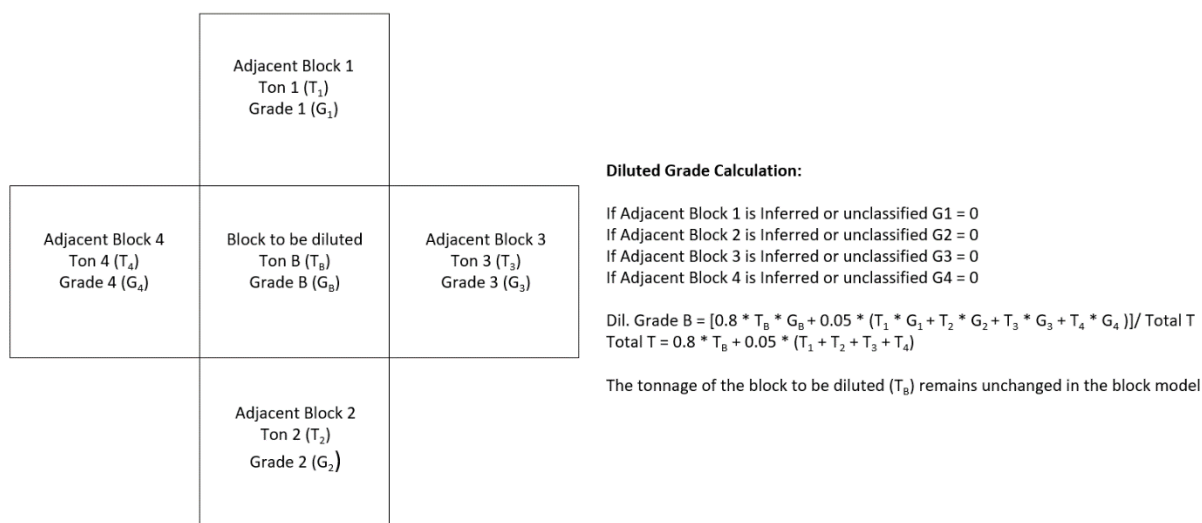 Adjacent Block 1
Ton 1 (T₁)
Grade 1 (G₁)
Adjacent Block 4
Ton 4 (T₄)
Grade 4 (G₄)
Block to be diluted
Ton B (T_B)
Grade B (G_B)
Adjacent Block 3
Ton 3 (T₃)
Grade 3 (G₃)
Adjacent Block 2
Ton 2 (T₂)
Grade 2 (G₂)
Diluted Grade Calculation:
If Adjacent Block 1 is Inferred or unclassified G1 = 0
If Adjacent Block 2 is Inferred or unclassified G2 = 0
If Adjacent Block 3 is Inferred or unclassified G3 = 0
If Adjacent Block 4 is Inferred or unclassified G4 = 0
Dil. Grade B = [0.8 * T_B * G_B + 0.05 * (T₁ * G₁ + T₂ * G₂ + T₃ * G₃ + T₄ * G₄ )]/ Total T
Total T = 0.8 * T_B + 0.05 * (T₁ + T₂ + T₃ + T₄)
The tonnage of the block to be diluted (T_B) remains unchanged in the block model